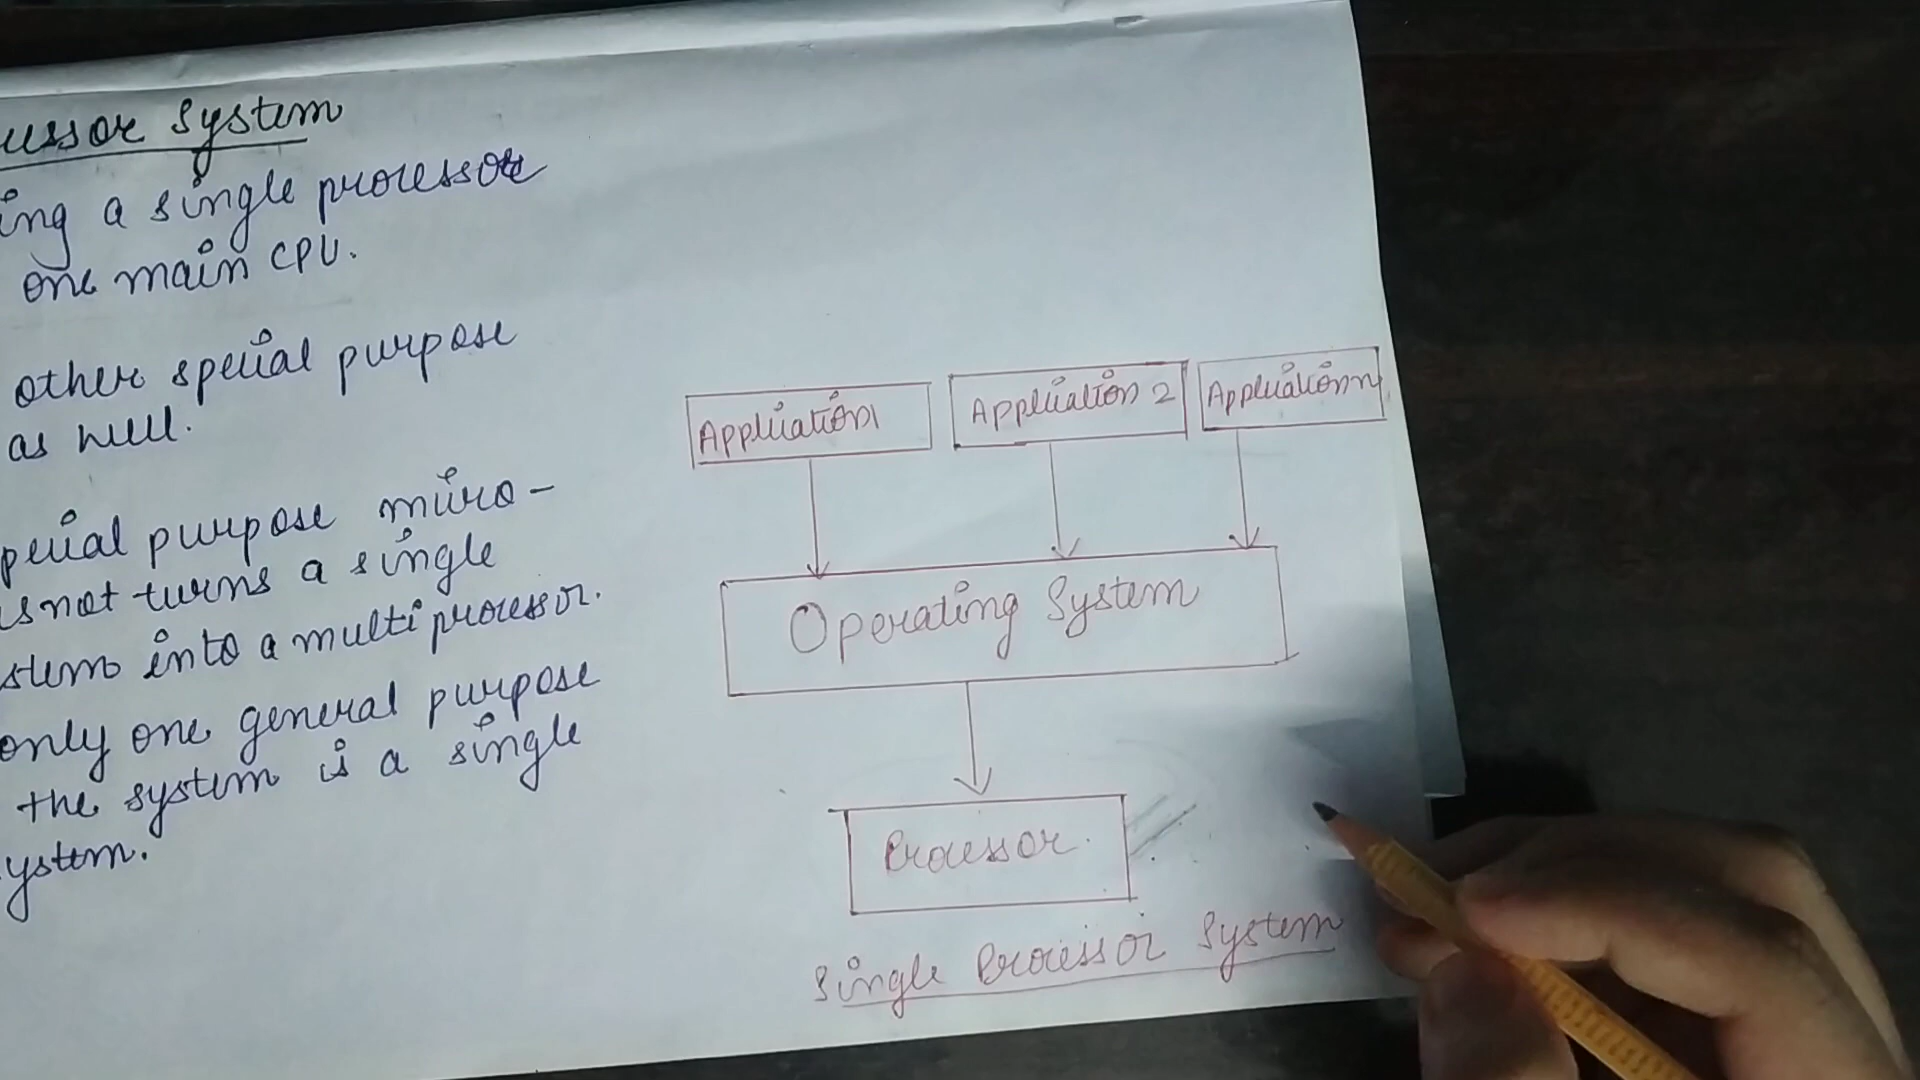 ussor System
ing a single processor
one main CPU.
other special purpose
as well.
pecial purpose micro-
s not turns a single
stem into a multiprocessor.
only one general purpose
the system is a single
ystem.
Application1
Application 2
Application n
Operating System
Processor.
Single Processor System